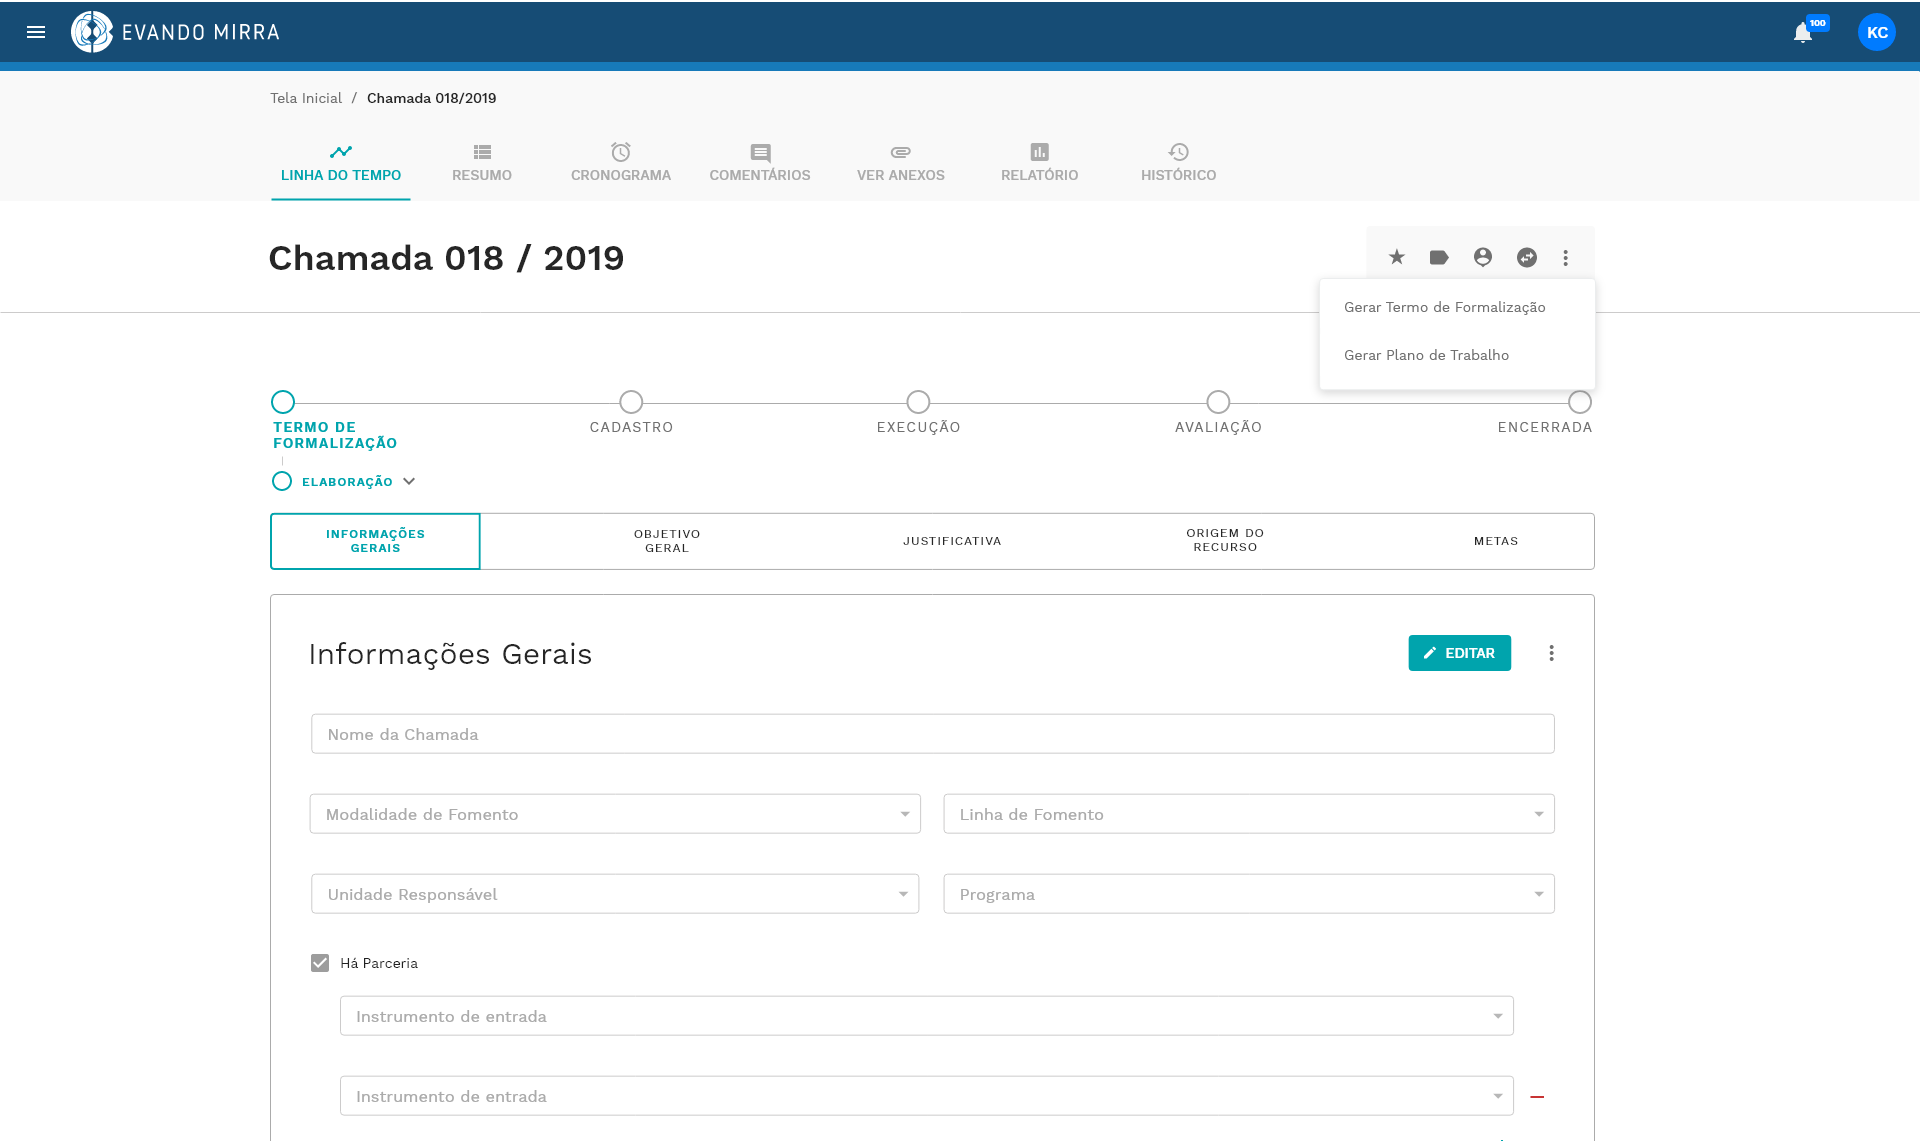 EVANDO MIRRA
100
KC
Tela Inicial / Chamada 018/2019
LINHA DO TEMPO
RESUMO
CRONOGRAMA
COMENTÁRIOS
VER ANEXOS
RELATÓRIO
HISTÓRICO
Chamada 018 / 2019
Gerar Termo de Formalização
Gerar Plano de Trabalho
TERMO DE
FORMALIZAÇÃO
CADASTRO
EXECUÇÃO
AVALIAÇÃO
ENCERRADA
ELABORAÇÃO
INFORMAÇÕES
GERAIS
OBJETIVO
GERAL
JUSTIFICATIVA
ORIGEM DO
RECURSO
METAS
Informações Gerais
EDITAR
Nome da Chamada
Modalidade de Fomento
Linha de Fomento
Unidade Responsável
Programa
Há Parceria
Instrumento de entrada
Instrumento de entrada